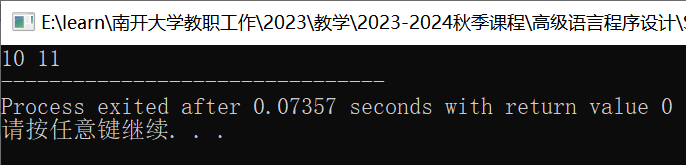 E:\learn\南开大学教职工作\2023\教学\2023-2024秋季课程\高级语言程序设计\
10 11
--------------------------------
Process exited after 0.07357 seconds with return value 0
请按任意键继续. . .